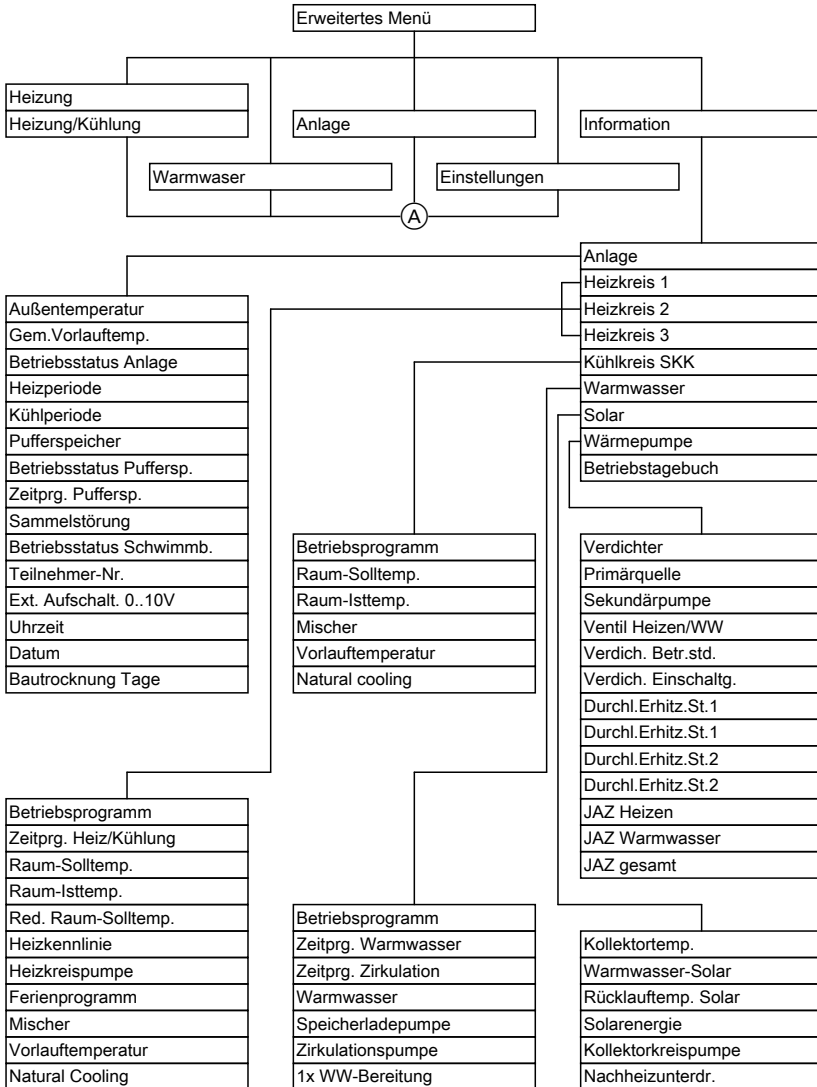 Erweitertes Menü
Heizung
Heizung/Kühlung
Anlage
Information
Warmwaser
Einstellungen
A
Anlage
Heizkreis 1
Heizkreis 2
Heizkreis 3
Kühlkreis SKK
Warmwasser
Solar
Wärmepumpe
Betriebstagebuch
Außentemperatur
Gem.Vorlauftemp.
Betriebsstatus Anlage
Heizperiode
Kühlperiode
Pufferspeicher
Betriebsstatus Puffersp.
Zeitprg. Puffersp.
Sammelstörung
Betriebsstatus Schwimmb.
Teilnehmer-Nr.
Ext. Aufschalt. 0..10V
Uhrzeit
Datum
Bautrocknung Tage
Betriebsprogramm
Raum-Solltemp.
Raum-Isttemp.
Mischer
Vorlauftemperatur
Natural cooling
Verdichter
Primärquelle
Sekundärpumpe
Ventil Heizen/WW
Verdich. Betr.std.
Verdich. Einschaltg.
Durchl.Erhitz.St.1
Durchl.Erhitz.St.1
Durchl.Erhitz.St.2
Durchl.Erhitz.St.2
JAZ Heizen
JAZ Warmwasser
JAZ gesamt
Betriebsprogramm
Zeitprg. Heiz/Kühlung
Raum-Solltemp.
Raum-Isttemp.
Red. Raum-Solltemp.
Heizkennlinie
Heizkreispumpe
Ferienprogramm
Mischer
Vorlauftemperatur
Natural Cooling
Betriebsprogramm
Zeitprg. Warmwasser
Zeitprg. Zirkulation
Warmwasser
Speicherladepumpe
Zirkulationspumpe
1x WW-Bereitung
Kollektortemp.
Warmwasser-Solar
Rücklauftemp. Solar
Solarenergie
Kollektorkreispumpe
Nachheizunterdr.